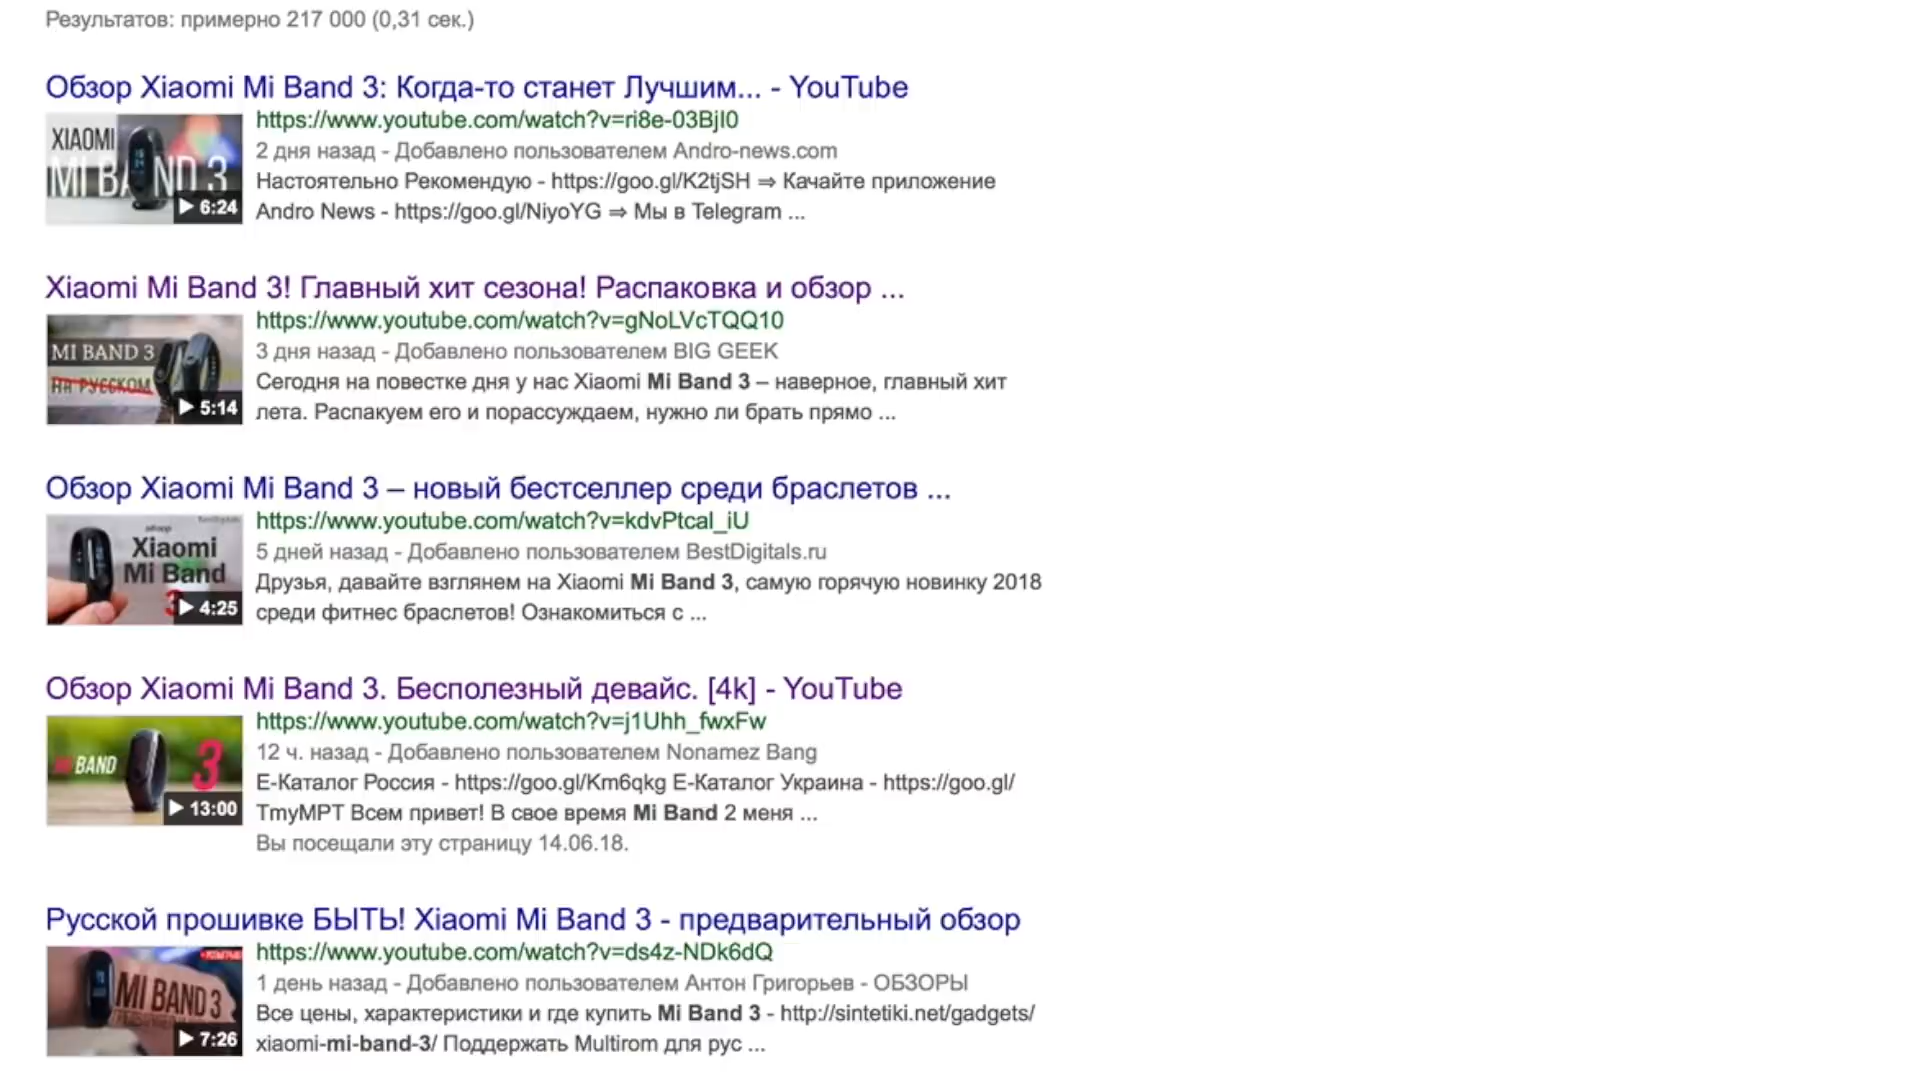 Результатов: примерно 217 000 (0,31 сек.)
Обзор Xiaomi Mi Band 3: Когда-то станет Лучшим... - YouTube
https://www.youtube.com/watch?v=ri8e-03BjI0
XIAOMI
MI BAND 3
6:24
2 дня назад - Добавлено пользователем Andro-news.com
Настоятельно Рекомендую - https://goo.gl/K2tjSH ⇒ Качайте приложение
Andro News - https://goo.gl/NiyoYG ⇒ Мы в Telegram ...
Xiaomi Mi Band 3! Главный хит сезона! Распаковка и обзор ...
https://www.youtube.com/watch?v=gNoLVcTQQ10
MI BAND 3
НА РУССКОМ
5:14
3 дня назад - Добавлено пользователем BIG GEEK
Сегодня на повестке дня у нас Xiaomi Mi Band 3 – наверное, главный хит
лета. Распакуем его и порассуждаем, нужно ли брать прямо ...
Обзор Xiaomi Mi Band 3 – новый бестселлер среди браслетов ...
https://www.youtube.com/watch?v=kdvPtcal_iU
обзор
Xiaomi
Mi Band
3
4:25
5 дней назад - Добавлено пользователем BestDigitals.ru
Друзья, давайте взглянем на Xiaomi Mi Band 3, самую горячую новинку 2018
среди фитнес браслетов! Ознакомиться с ...
Обзор Xiaomi Mi Band 3. Бесполезный девайс. [4k] - YouTube
https://www.youtube.com/watch?v=j1Uhh_fwxFw
MI BAND 3
13:00
12 ч. назад - Добавлено пользователем Nonamez Bang
Е-Каталог Россия - https://goo.gl/Km6qkg Е-Каталог Украина - https://goo.gl/
TmyMPT Всем привет! В свое время Mi Band 2 меня ...
Вы посещали эту страницу 14.06.18.
Русской прошивке БЫТЬ! Xiaomi Mi Band 3 - предварительный обзор
https://www.youtube.com/watch?v=ds4z-NDk6dQ
MI BAND 3
7:26
1 день назад - Добавлено пользователем Антон Григорьев - ОБЗОРЫ
Все цены, характеристики и где купить Mi Band 3 - http://sintetiki.net/gadgets/
xiaomi-mi-band-3/ Поддержать Multirom для рус ...